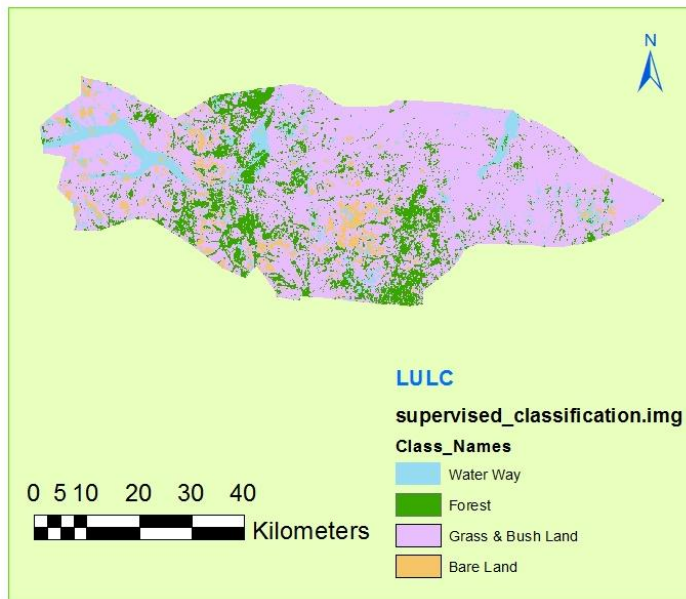 N
LULC
supervised_classification.img
Class_Names
Water Way
Forest
Grass & Bush Land
Bare Land
0 5 10 20 30 40
Kilometers